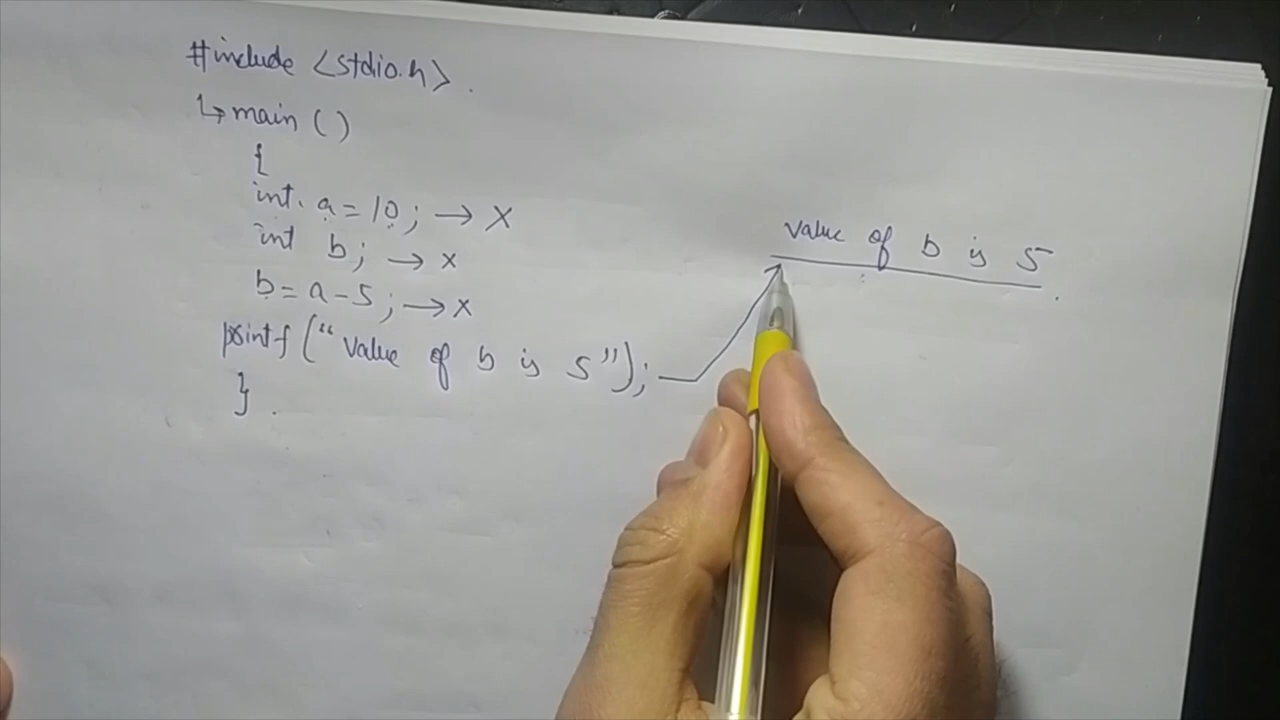 #include <stdio.h>.
↳ main ()
{
int. a = 10; → X
int b; → x
b = a - 5; → x
printf ("Value of b is 5");
} .
Value of b is 5